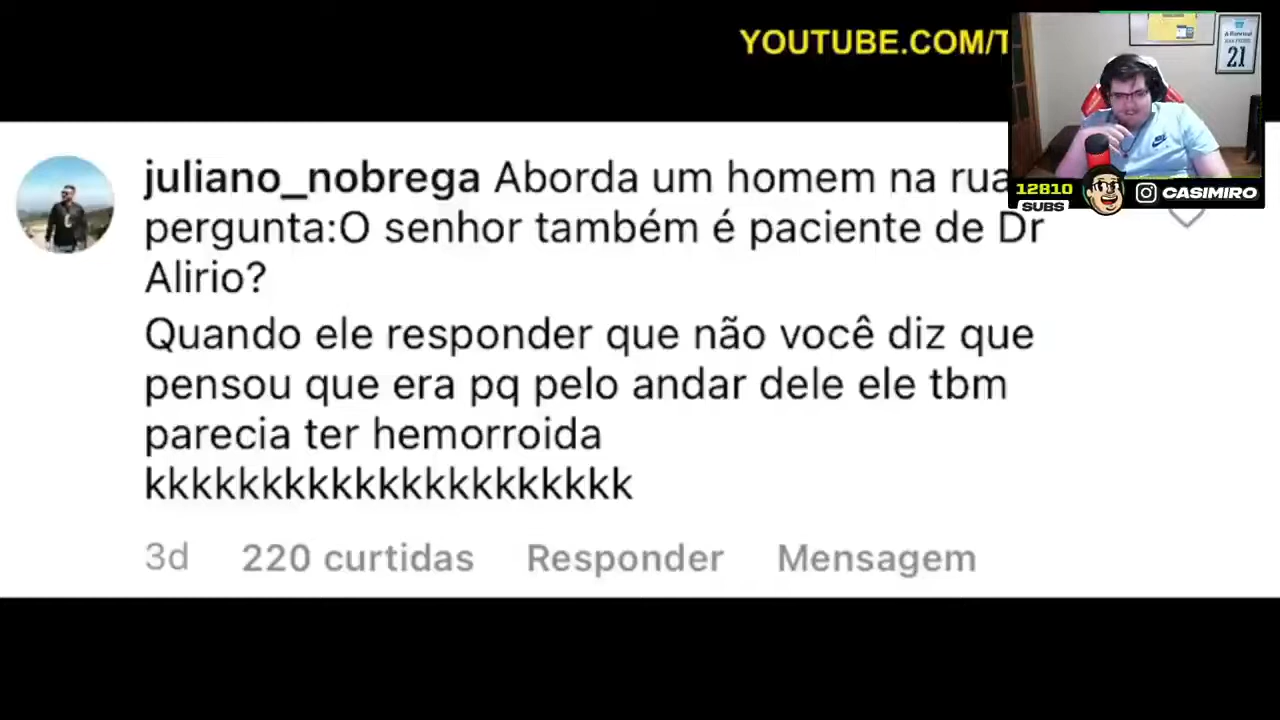 YOUTUBE.COM/T
21
juliano_nobrega Aborda um homem na rua
pergunta:O senhor também é paciente de Dr
Alirio?
Quando ele responder que não você diz que
pensou que era pq pelo andar dele ele tbm
parecia ter hemorroida
kkkkkkkkkkkkkkkkkkkkk
3d 220 curtidas Responder Mensagem
12810
SUBS
CASIMIRO